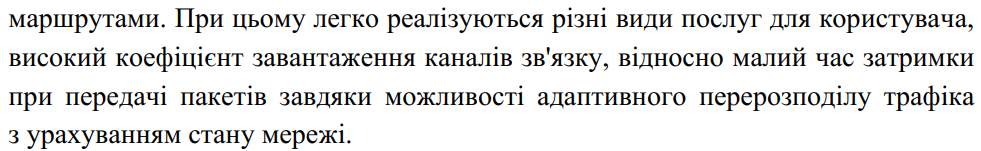 маршрутами. При цьому легко реалізуються різні види послуг для користувача,
високий коефіцієнт завантаження каналів зв'язку, відносно малий час затримки
при передачі пакетів завдяки можливості адаптивного перерозподілу трафіка
з урахуванням стану мережі.